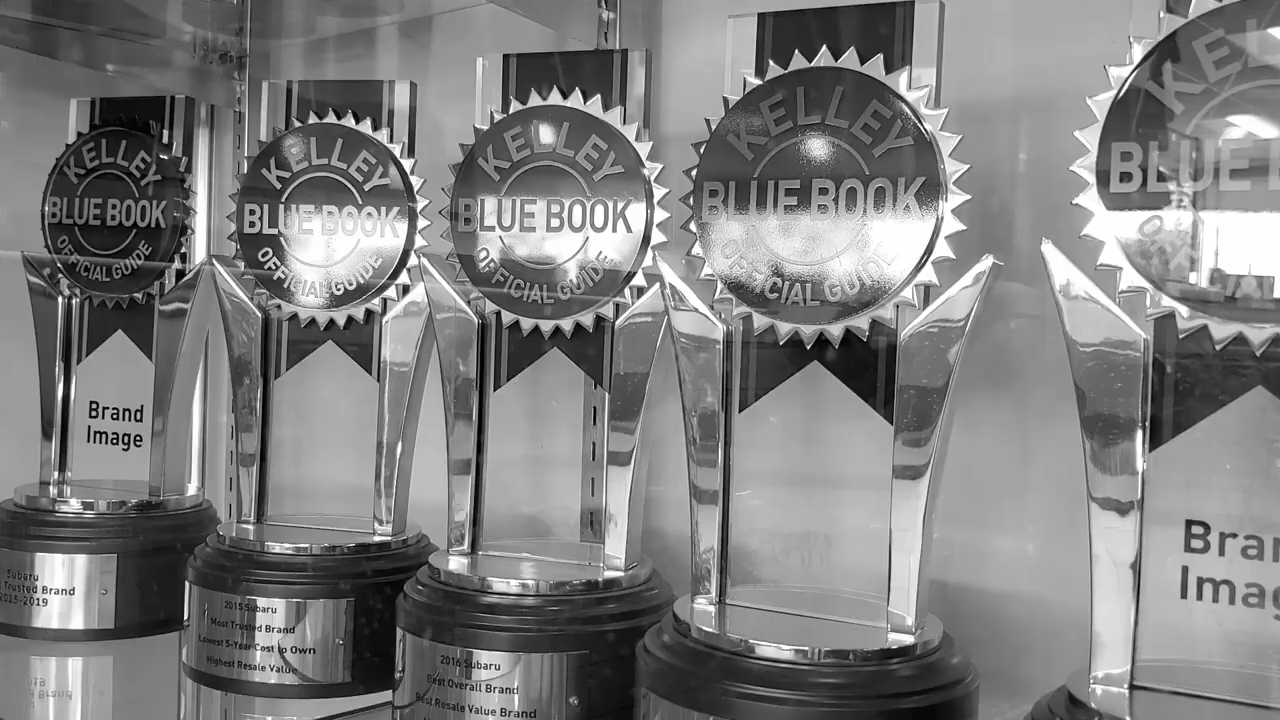 KELLEY
BLUE BOOK
OFFICIAL GUIDE
Brand
Image
Subaru
Trusted Brand
2015-2019
KELLEY
BLUE BOOK
OFFICIAL GUIDE
2015 Subaru
Most Trusted Brand
Lowest 5-Year Cost to Own
Highest Resale Value
KELLEY
BLUE BOOK
OFFICIAL GUIDE
2016 Subaru
Best Overall Brand
Best Resale Value Brand
KELLEY
BLUE BOOK
OFFICIAL GUIDE
KEL
BLUE B
Bran
Imag